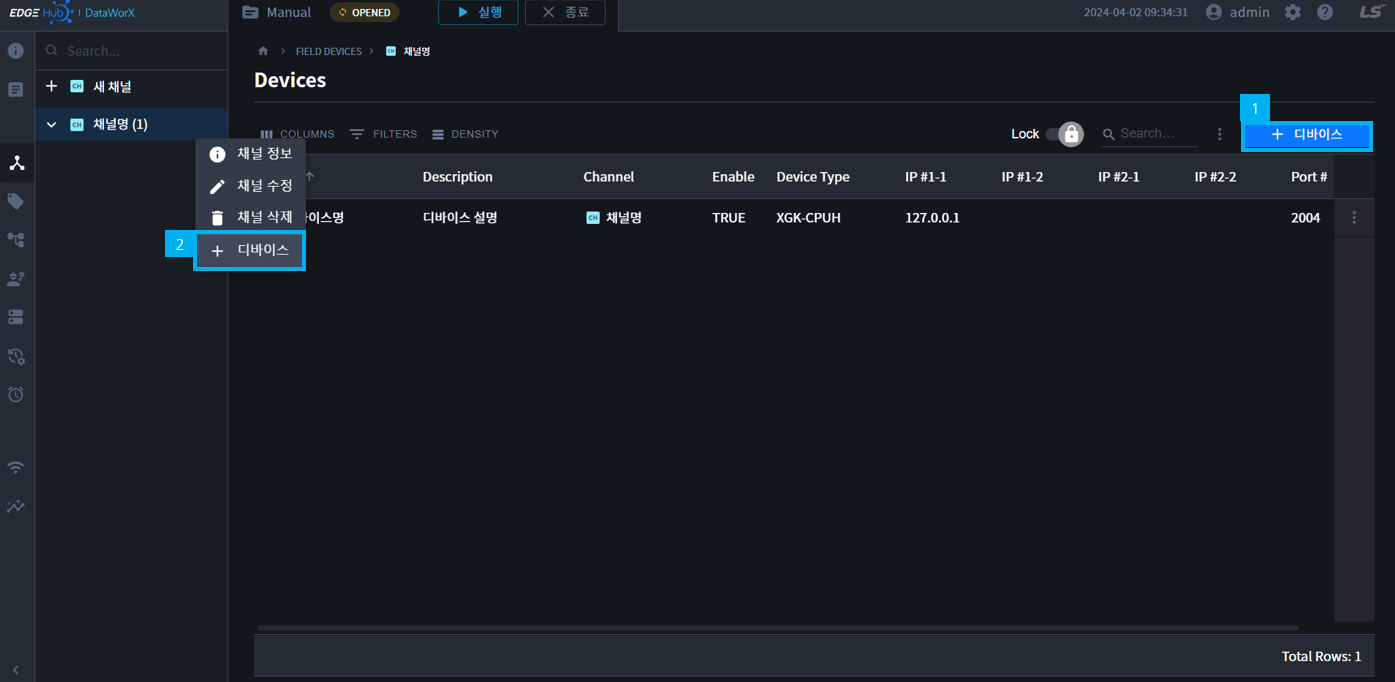 EDGE Hub | DataWorX
Manual
OPENED
실행
종료
2024-04-02 09:34:31
admin
LS
Search...
새 채널
채널명 (1)
FIELD DEVICES
CH 채널명
Devices
COLUMNS
FILTERS
DENSITY
Lock
Search...
1
+ 디바이스
Description
Channel
Enable
Device Type
IP #1-1
IP #1-2
IP #2-1
IP #2-2
Port #
바이스명
디바이스 설명
CH 채널명
TRUE
XGK-CPUH
127.0.0.1
2004
채널 정보
채널 수정
채널 삭제
2
+ 디바이스
Total Rows: 1